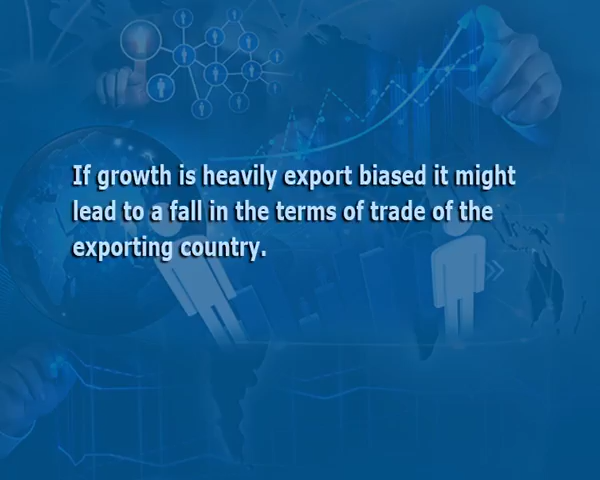 If growth is heavily export biased it might
lead to a fall in the terms of trade of the
exporting country.